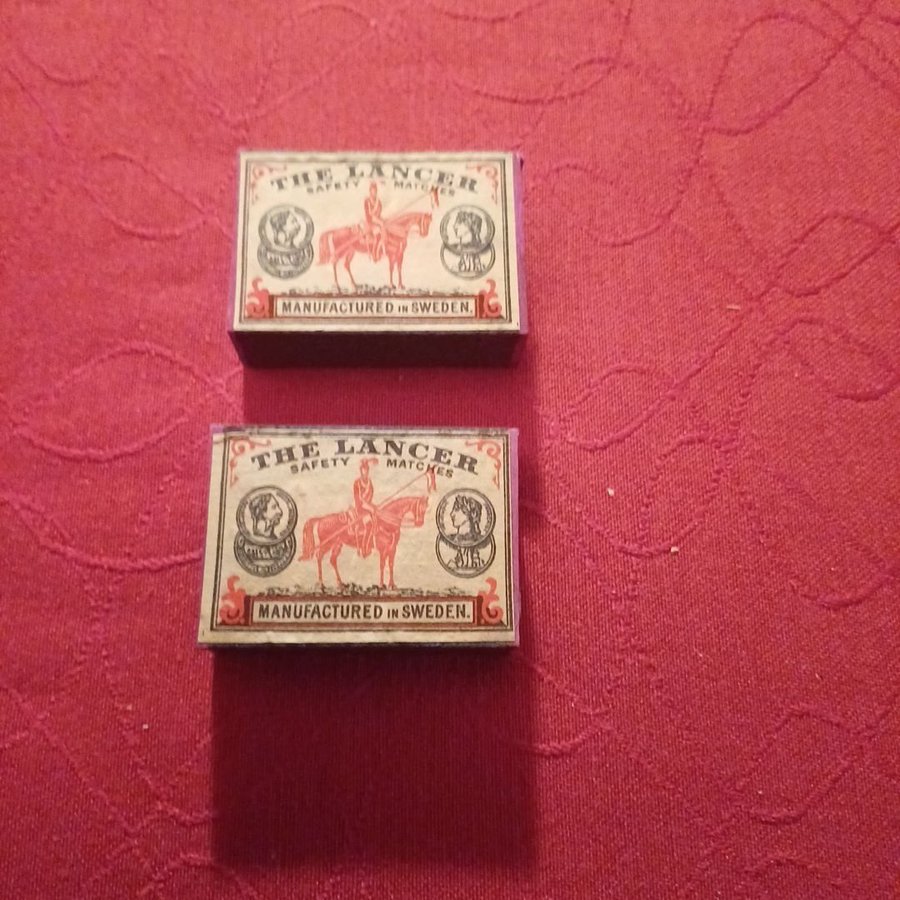 THE LANCER
SAFETY MATCHES
MANUFACTURED IN SWEDEN.
THE LANCER
SAFETY MATCHES
MANUFACTURED IN SWEDEN.